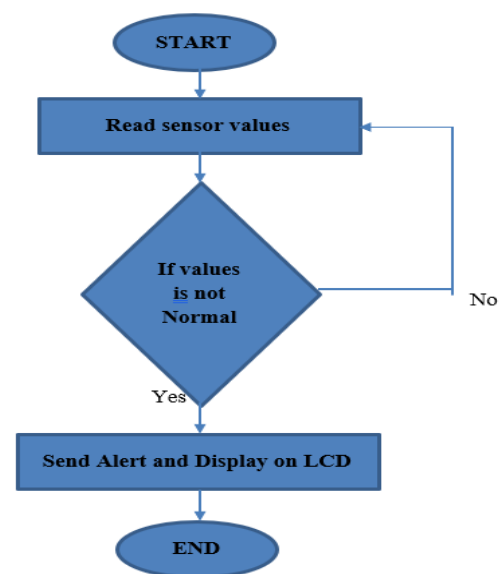 START
Read sensor values
If values
is not
Normal
No
Yes
Send Alert and Display on LCD
END